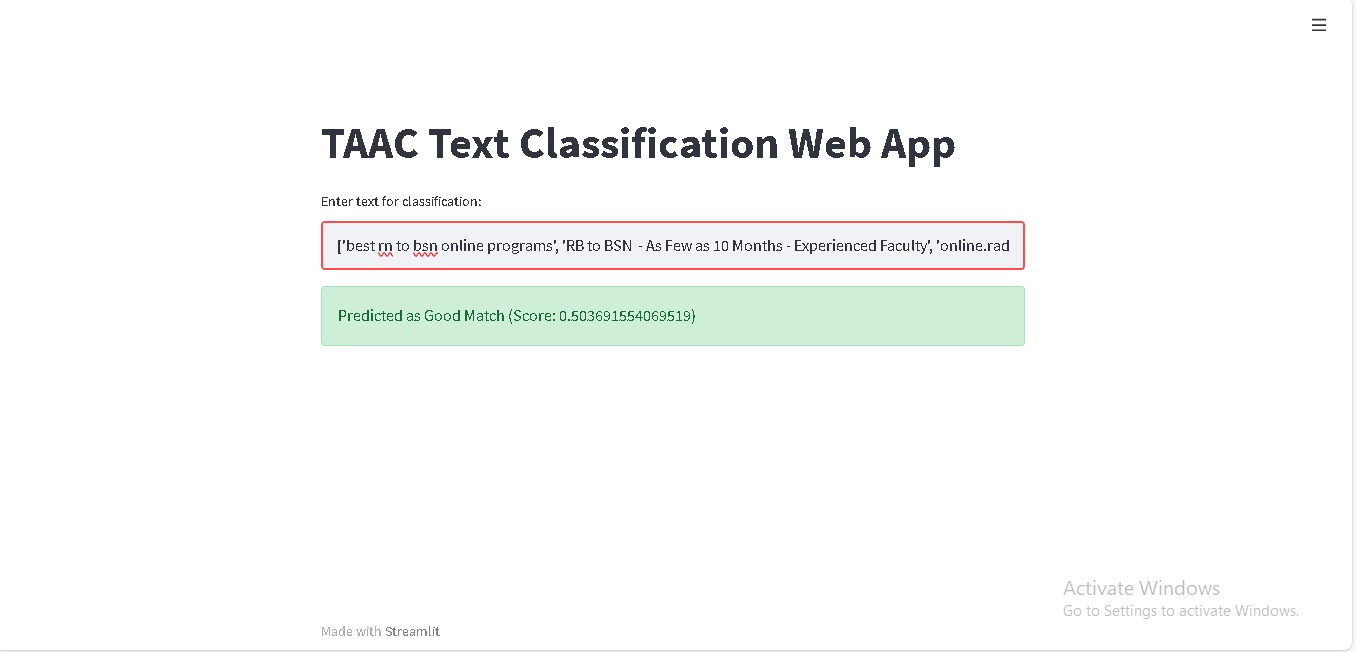 TAAC Text Classification Web App
Enter text for classification:
['best rn to bsn online programs', 'RB to BSN - As Few as 10 Months - Experienced Faculty', 'online.rad
Predicted as Good Match (Score: 0.503691554069519)
Activate Windows
Go to Settings to activate Windows.
Made with Streamlit